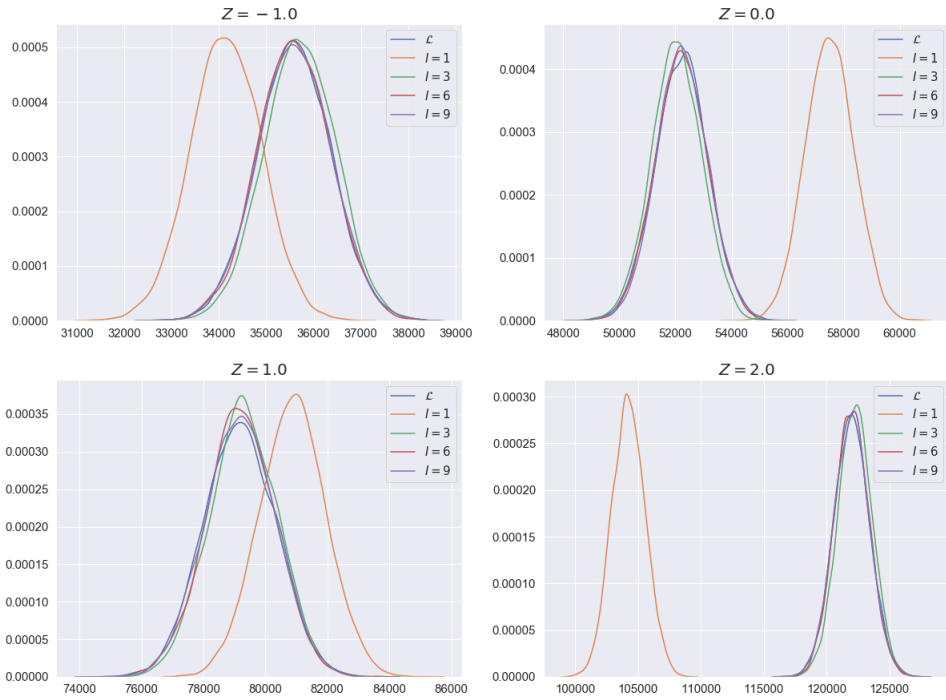 Z = −1.0
0.0005
0.0004
0.0003
0.0002
0.0001
0.0000
31000 32000 33000 34000 35000 36000 37000 38000 39000
ℒ
l = 1
l = 3
l = 6
l = 9
Z = 0.0
0.0004
0.0003
0.0002
0.0001
0.0000
48000 50000 52000 54000 56000 58000 60000
ℒ
l = 1
l = 3
l = 6
l = 9
Z = 1.0
0.00035
0.00030
0.00025
0.00020
0.00015
0.00010
0.00005
0.00000
74000 76000 78000 80000 82000 84000 86000
ℒ
l = 1
l = 3
l = 6
l = 9
Z = 2.0
0.00030
0.00025
0.00020
0.00015
0.00010
0.00005
0.00000
100000 105000 110000 115000 120000 125000
ℒ
l = 1
l = 3
l = 6
l = 9